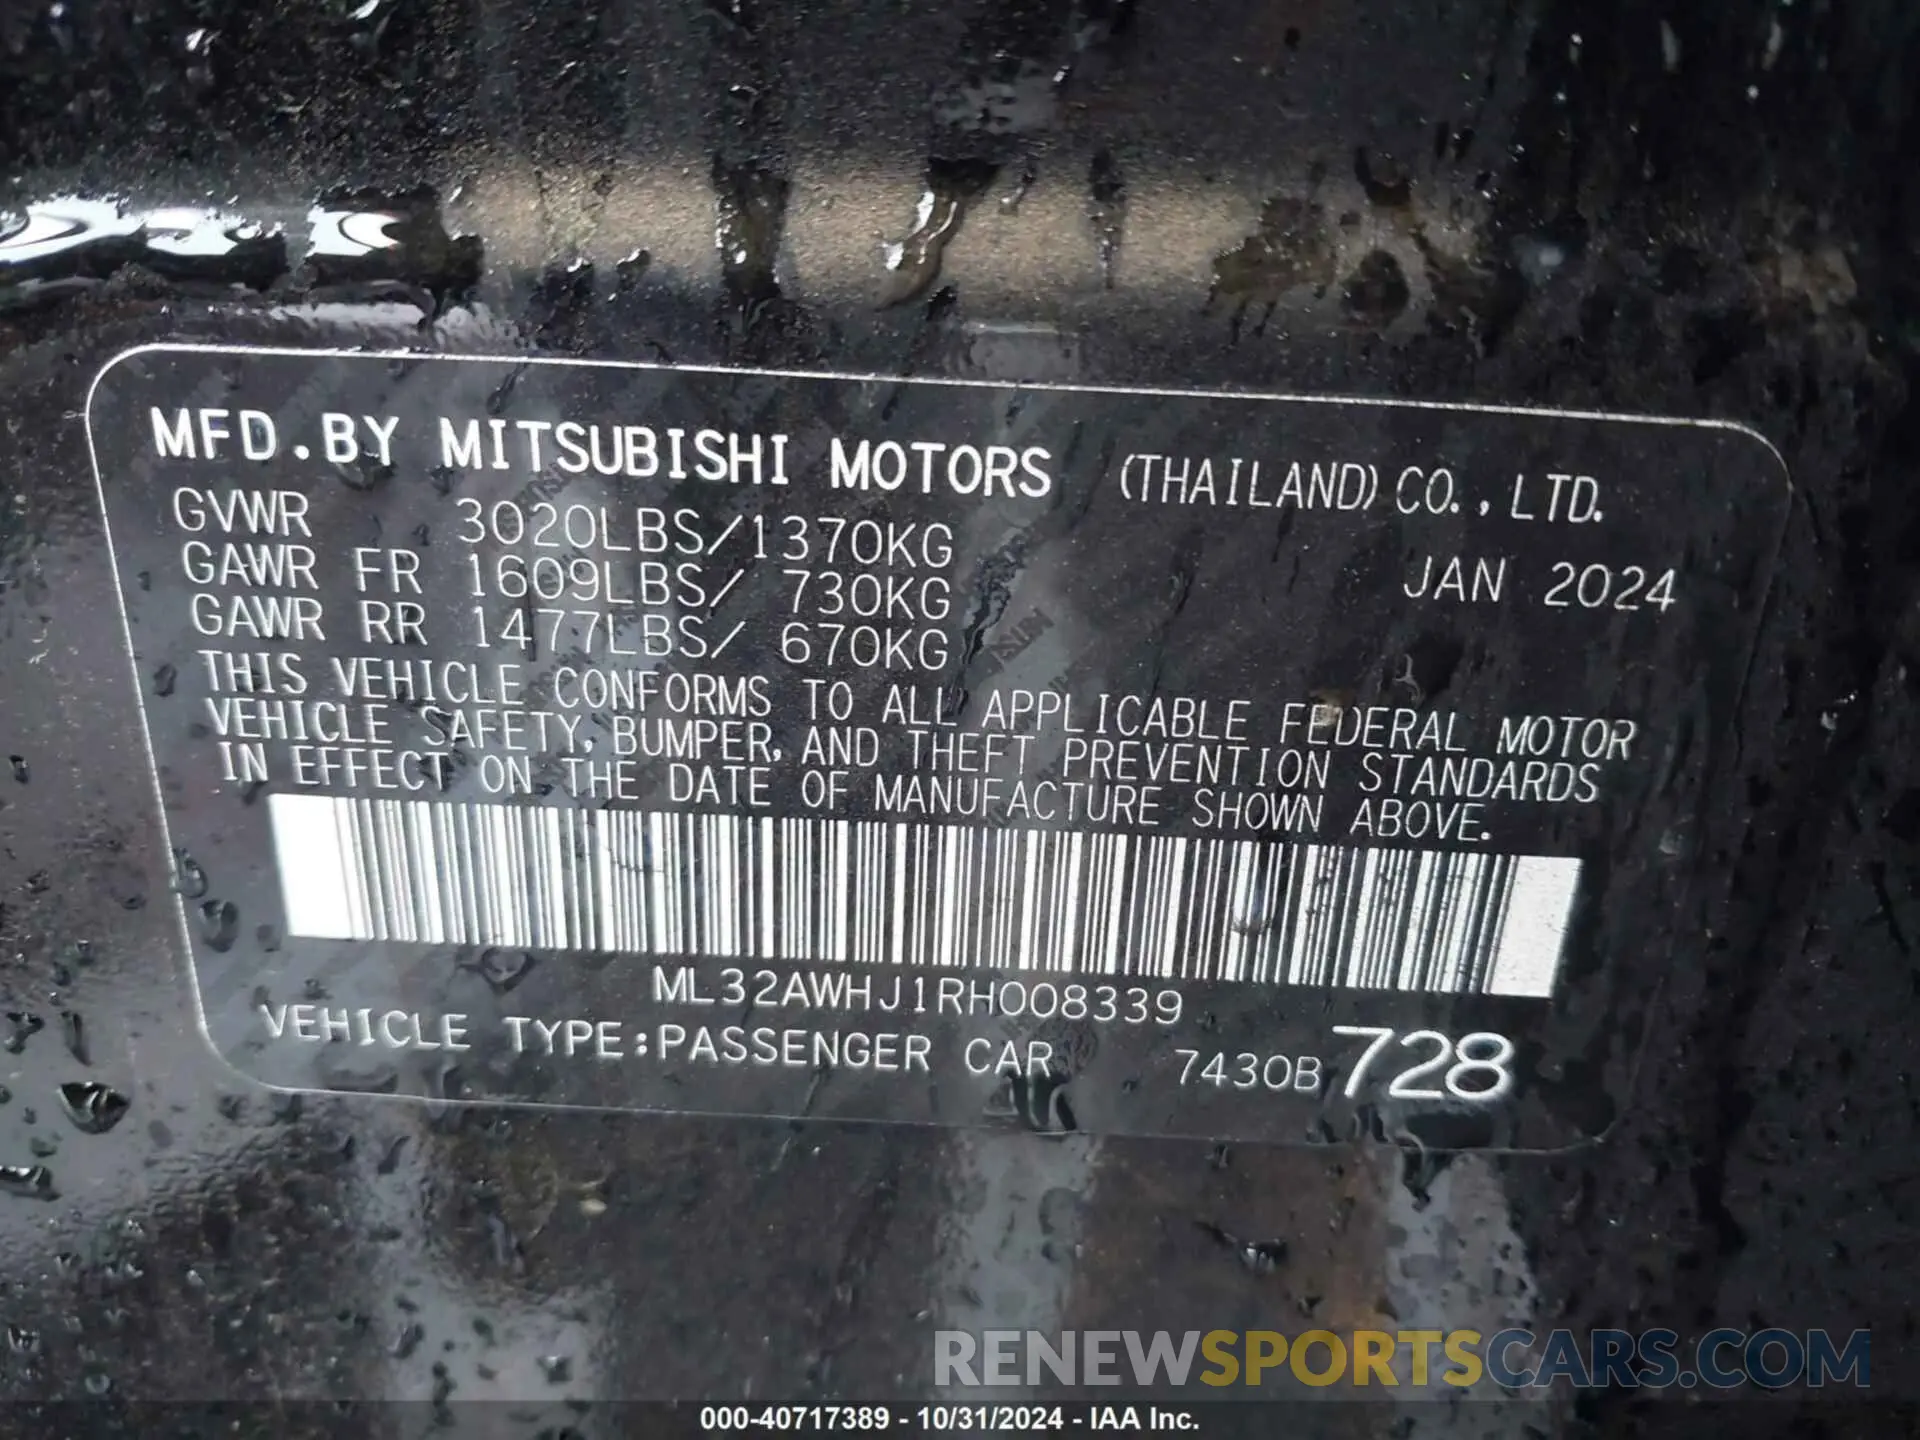 MFD.BY MITSUBISHI MOTORS (THAILAND) CO., LTD.
GVWR 3020LBS/1370KG
GAWR FR 1609LBS/ 730KG JAN 2024
GAWR RR 1477LBS/ 670KG
THIS VEHICLE CONFORMS TO ALL APPLICABLE FEDERAL MOTOR
VEHICLE SAFETY, BUMPER, AND THEFT PREVENTION STANDARDS
IN EFFECT ON THE DATE OF MANUFACTURE SHOWN ABOVE.
ML32AWHJ1RH008339
VEHICLE TYPE:PASSENGER CAR 7430B 728
RENEWSPORTSCARS.COM
000-40717389 - 10/31/2024 - IAA Inc.